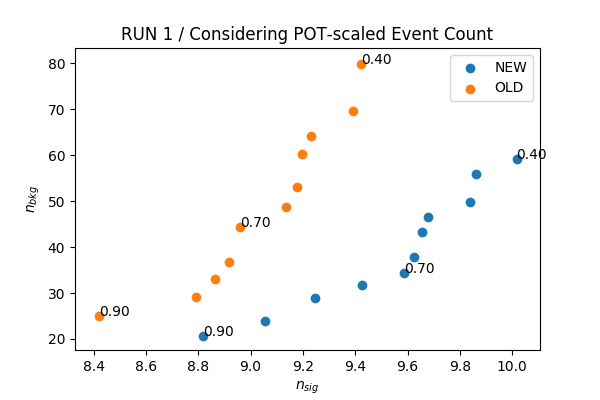 RUN 1 / Considering POT-scaled Event Count
80
70
60
50
40
30
20
n_bkg
0.40
0.70
0.90
0.40
0.70
0.90
NEW
OLD
8.4 8.6 8.8 9.0 9.2 9.4 9.6 9.8 10.0
n_sig